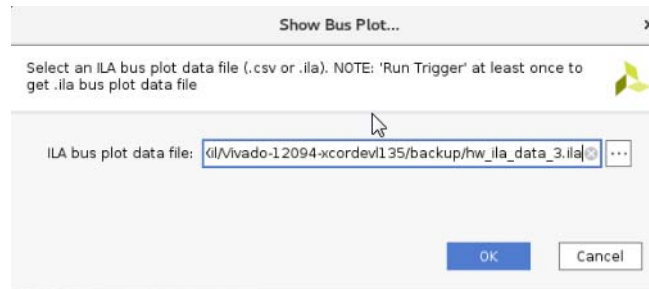 Show Bus Plot...
Select an ILA bus plot data file (.csv or .ila). NOTE: 'Run Trigger' at least once to
get .ila bus plot data file
ILA bus plot data file: il/Vivado-12094-xcordevl135/backup/hw_ila_data_3.ila ...
OK Cancel